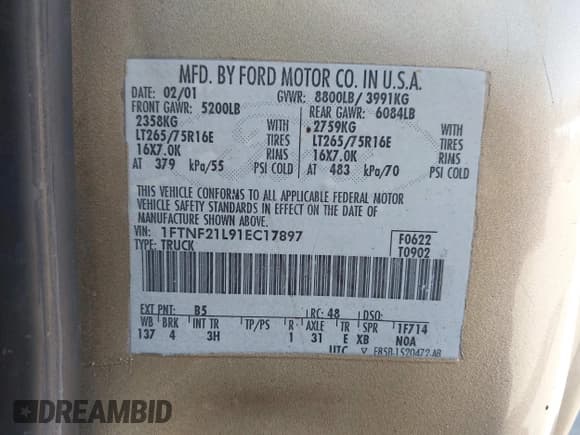 MFD. BY FORD MOTOR CO. IN U.S.A.
DATE: 02/01 GVWR: 8800LB/ 3991KG
FRONT GAWR: 5200LB REAR GAWR: 6084LB
2358KG WITH 2759KG WITH
LT265/75R16E TIRES LT265/75R16E TIRES
16X7.0K RIMS 16X7.0K RIMS
AT 379 kPa/55 PSI COLD AT 483 kPa/70 PSI COLD
THIS VEHICLE CONFORMS TO ALL APPLICABLE FEDERAL MOTOR
VEHICLE SAFETY STANDARDS IN EFFECT ON THE DATE OF
MANUFACTURE SHOWN ABOVE.
VIN: 1FTNF21L91EC17897 F0622
TYPE: TRUCK T0902
EXT PNT: B5 RC: 48 DSO:
WB BRK INT TR TP/PS R AXLE TR SPR 1F714
137 4 3H 1 31 E XB N0A
UTC F85B-1520472-AB
DREAMBID